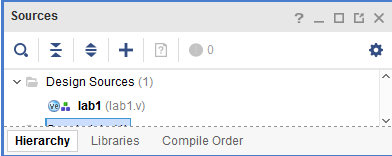 Sources
? _
0
Design Sources (1)
lab1 (lab1.v)
Hierarchy Libraries Compile Order